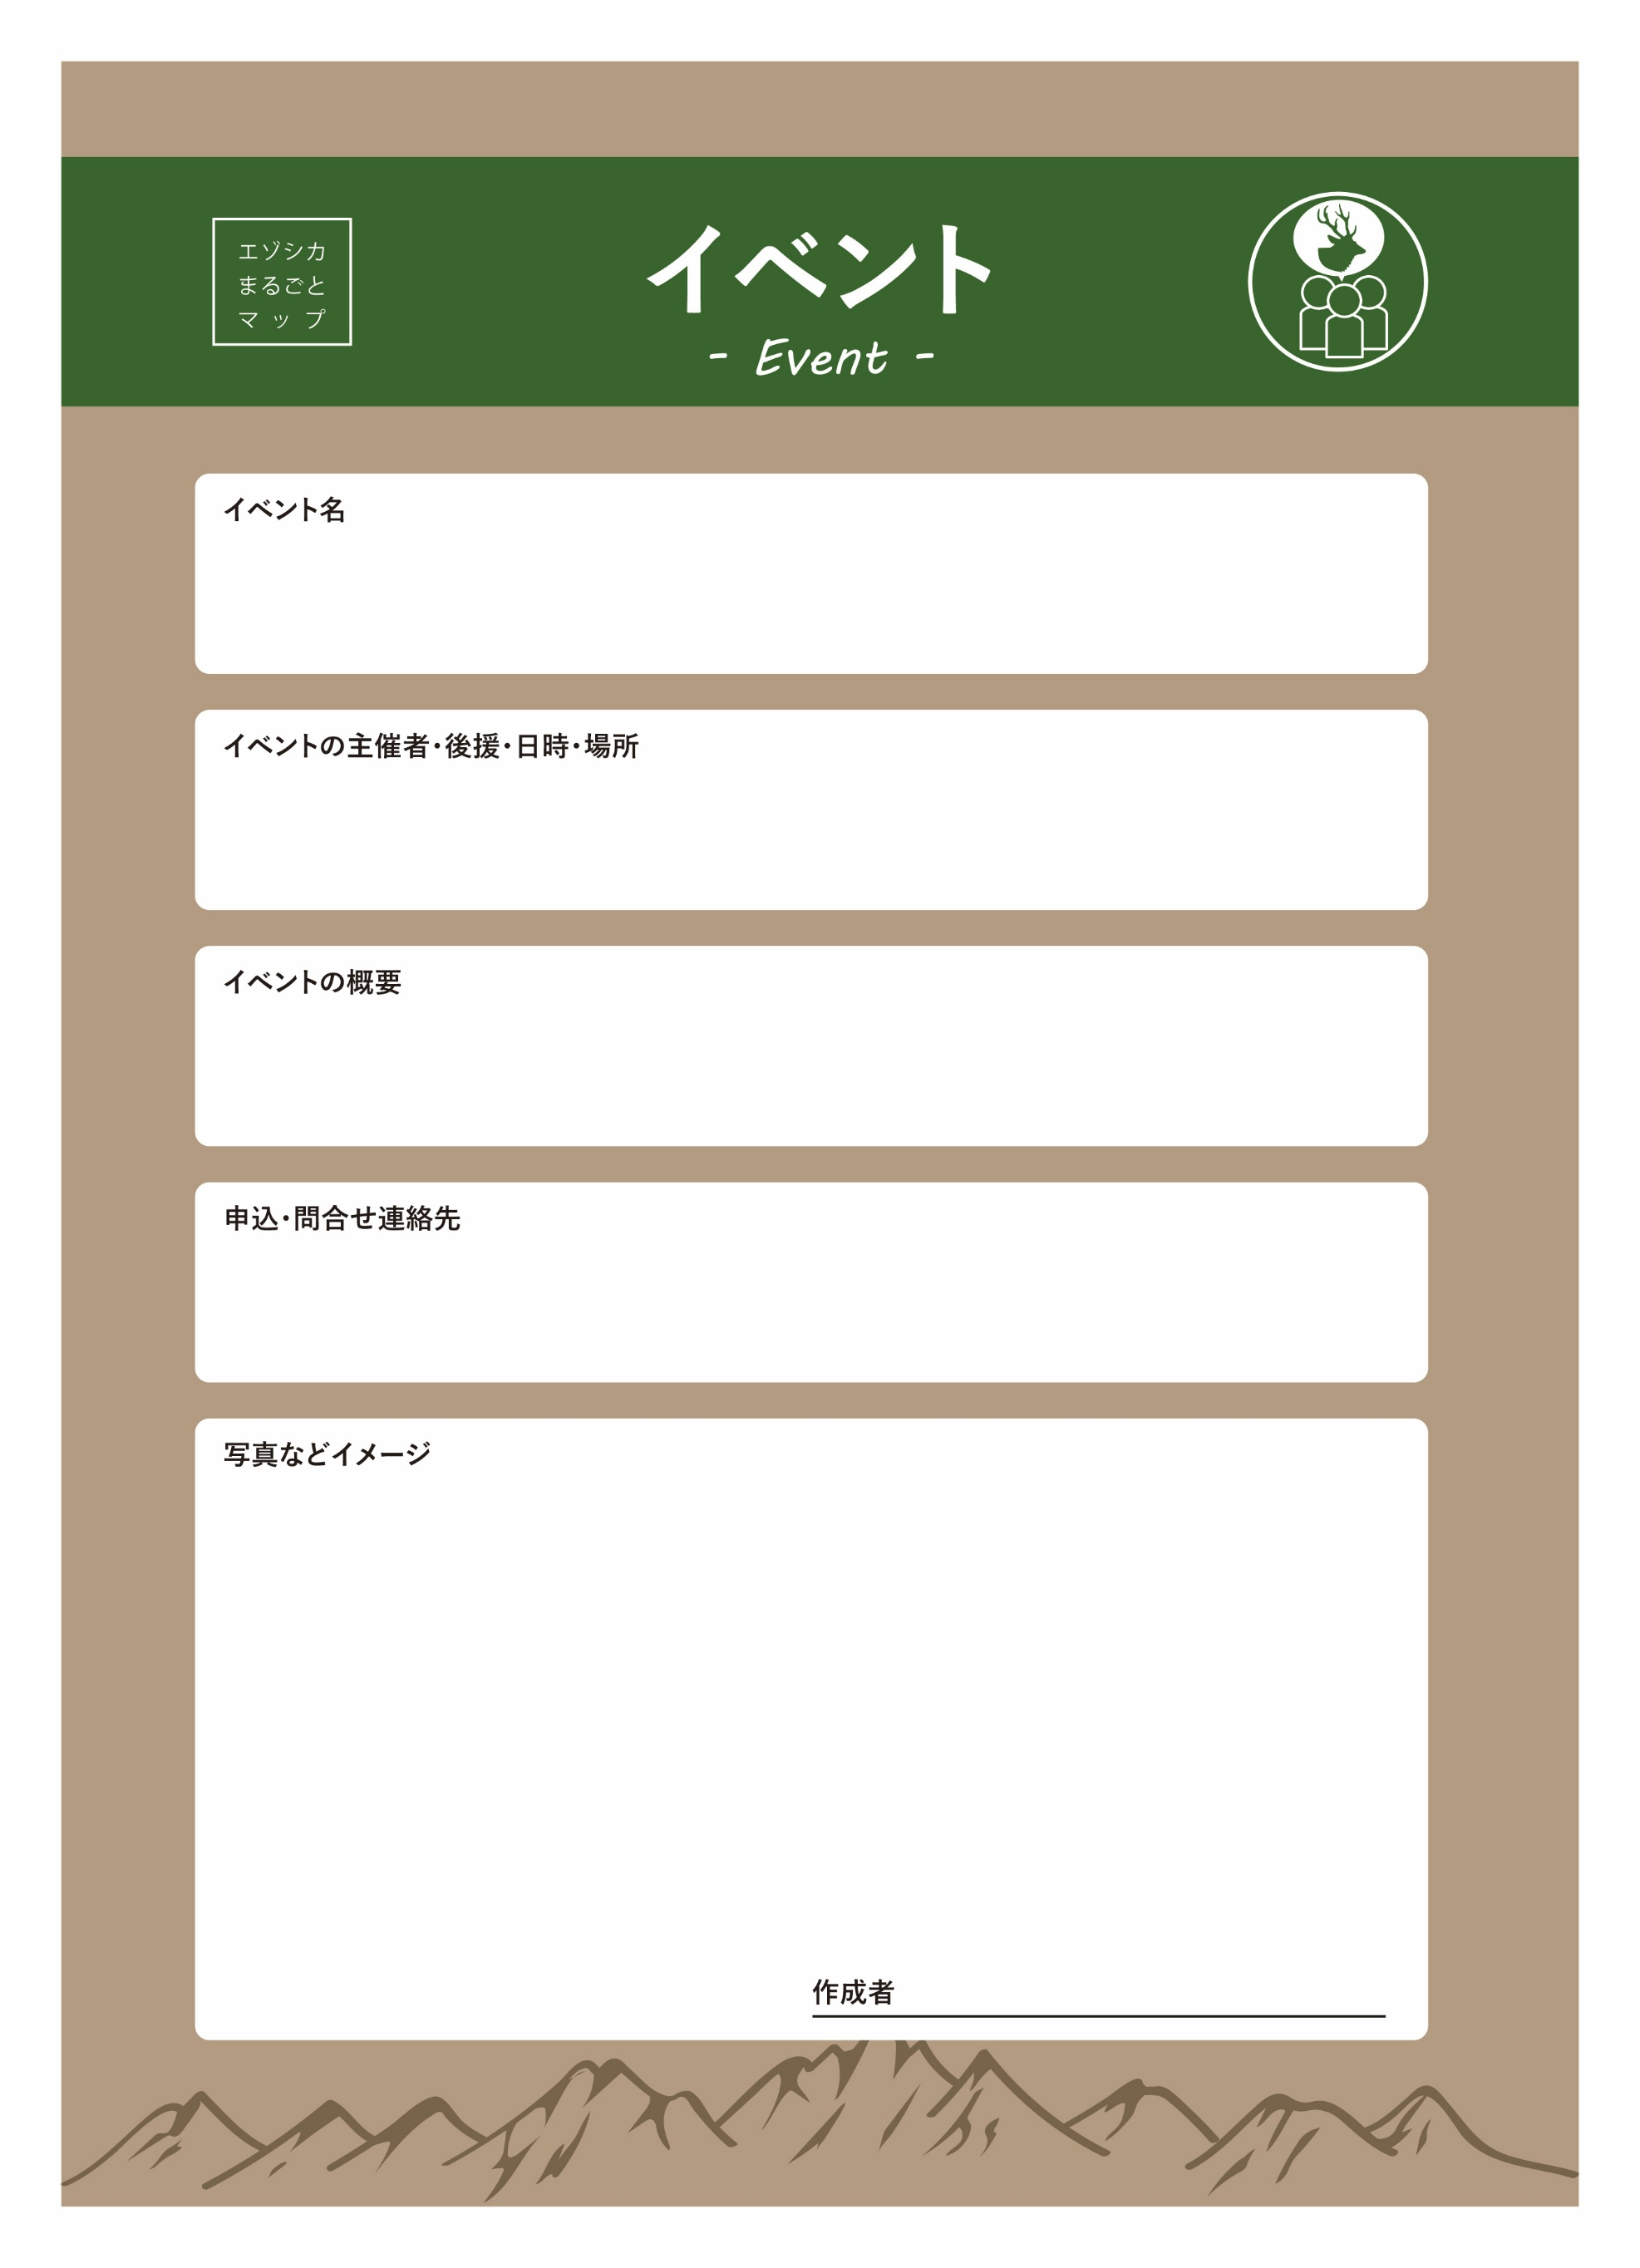 エゾシカ
まるごと
マップ
イベント
- Event -
イベント名
イベントの主催者・後援・日時・場所
イベントの概要
申込・問合せ連絡先
写真などイメージ
作成者